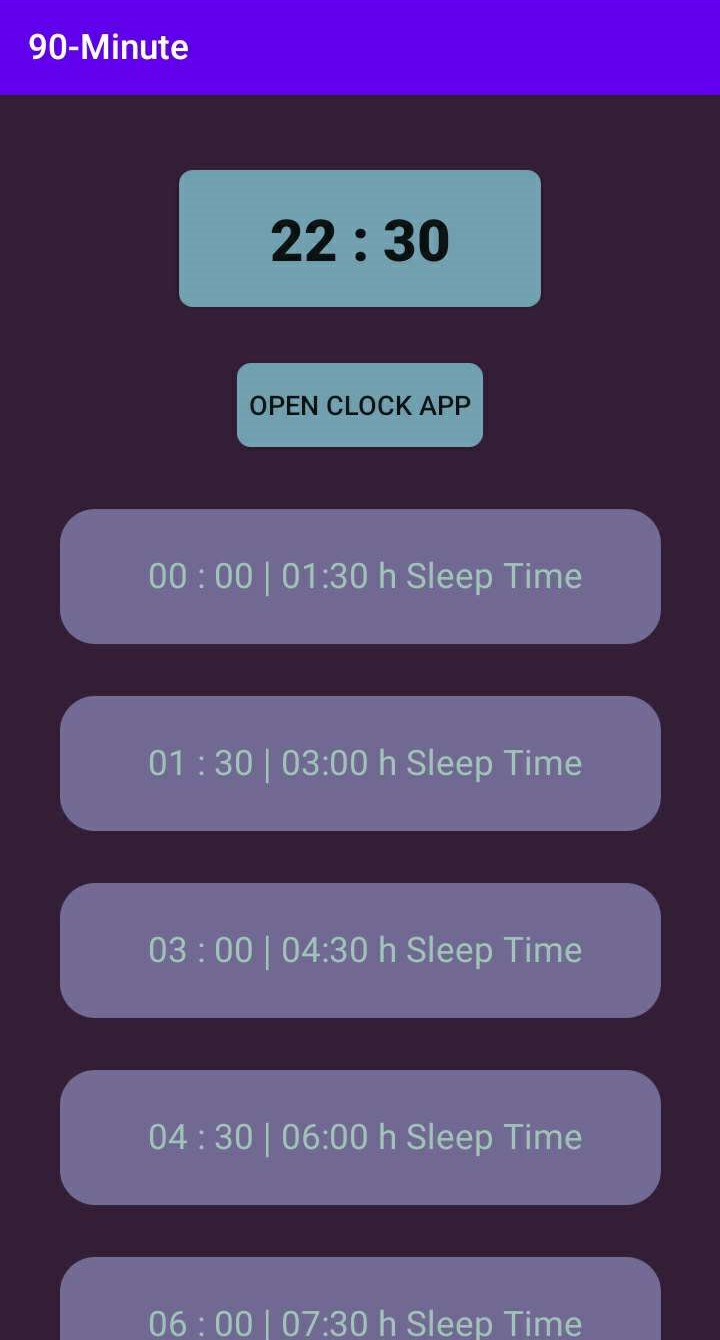 90-Minute
22 : 30
OPEN CLOCK APP
00 : 00 | 01:30 h Sleep Time
01 : 30 | 03:00 h Sleep Time
03 : 00 | 04:30 h Sleep Time
04 : 30 | 06:00 h Sleep Time
06 : 00 | 07:30 h Sleep Time